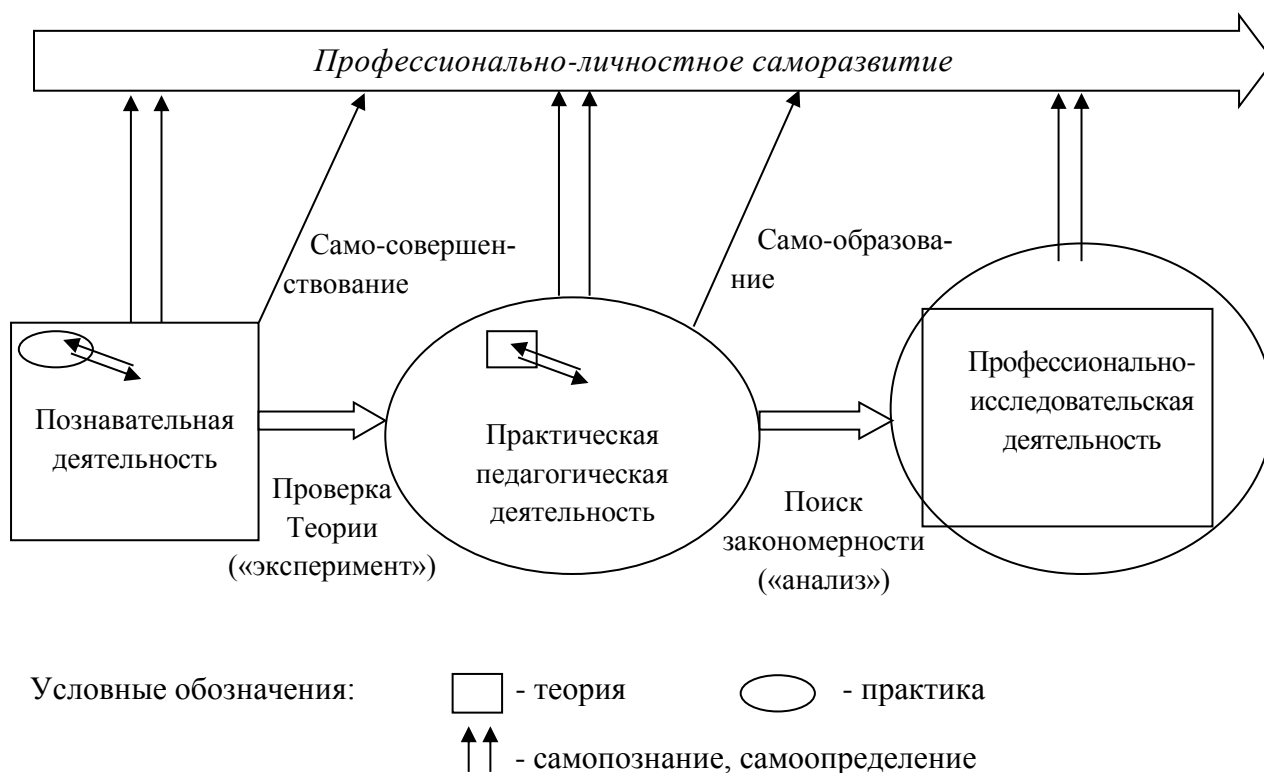 Профессионально-личностное саморазвитие
Само-совершен-
ствование
Само-образова-
ние
Познавательная
деятельность
Проверка
Теории
(«эксперимент»)
Практическая
педагогическая
деятельность
Поиск
закономерности
(«анализ»)
Профессионально-
исследовательская
деятельность
Условные обозначения:
- теория
- практика
- самопознание, самоопределение